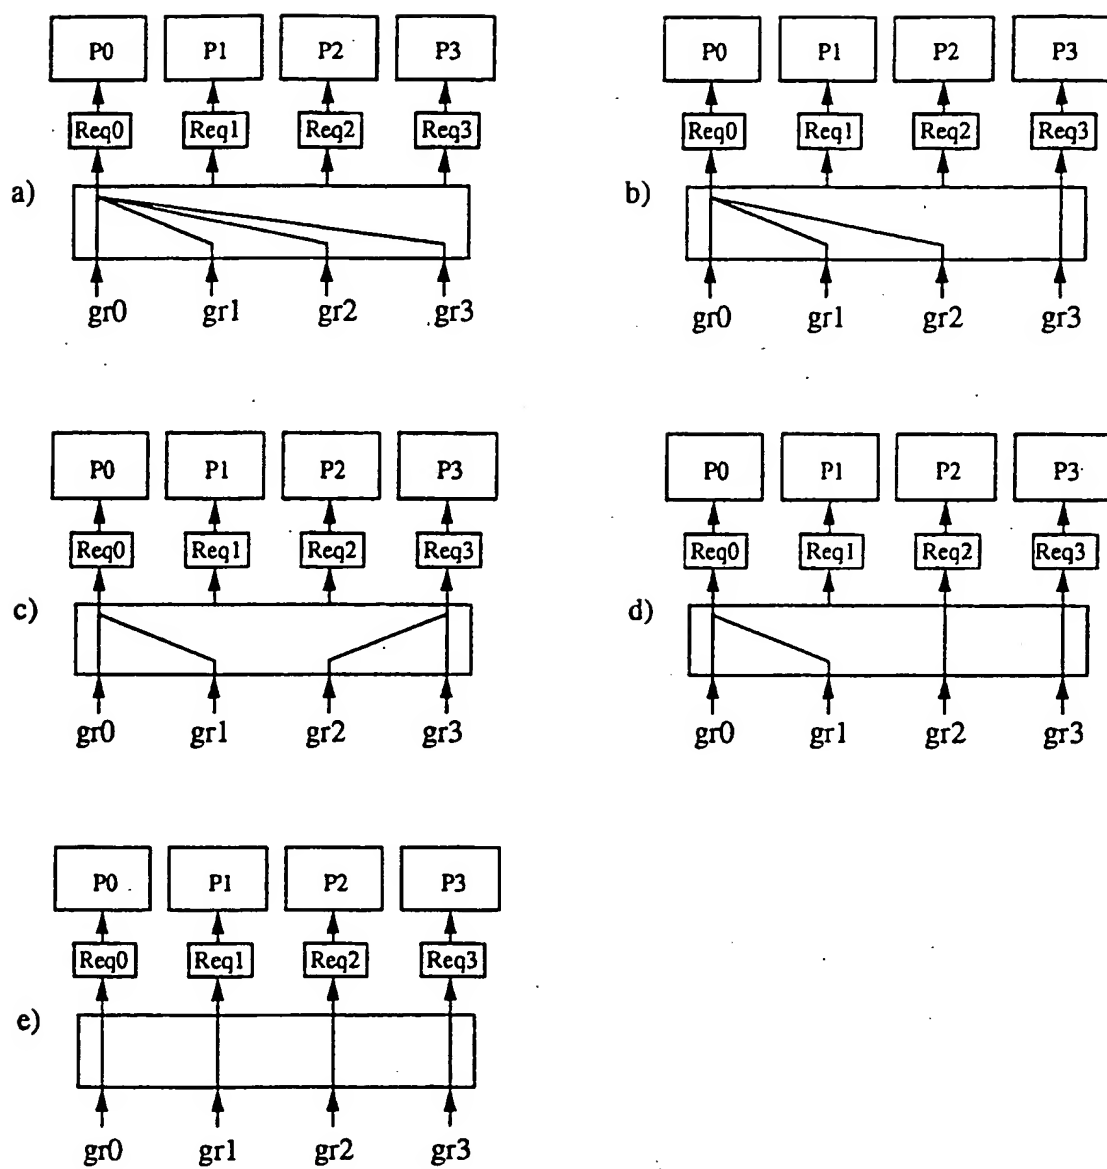 P0 P1 P2 P3
Req0 Req1 Req2 Req3
a)
gr0 gr1 gr2 gr3
P0 P1 P2 P3
Req0 Req1 Req2 Req3
b)
gr0 gr1 gr2 gr3
P0 P1 P2 P3
Req0 Req1 Req2 Req3
c)
gr0 gr1 gr2 gr3
P0 P1 P2 P3
Req0 Req1 Req2 Req3
d)
gr0 gr1 gr2 gr3
P0 P1 P2 P3
Req0 Req1 Req2 Req3
e)
gr0 gr1 gr2 gr3